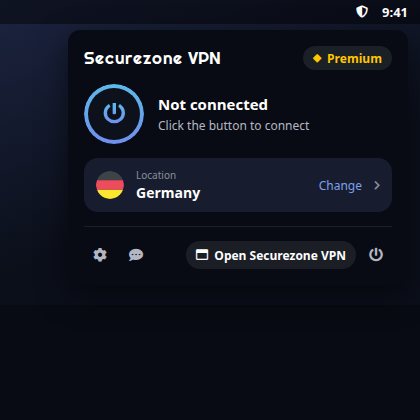 9:41
Securezone VPN
Premium
Not connected
Click the button to connect
Location
Germany
Change
Open Securezone VPN